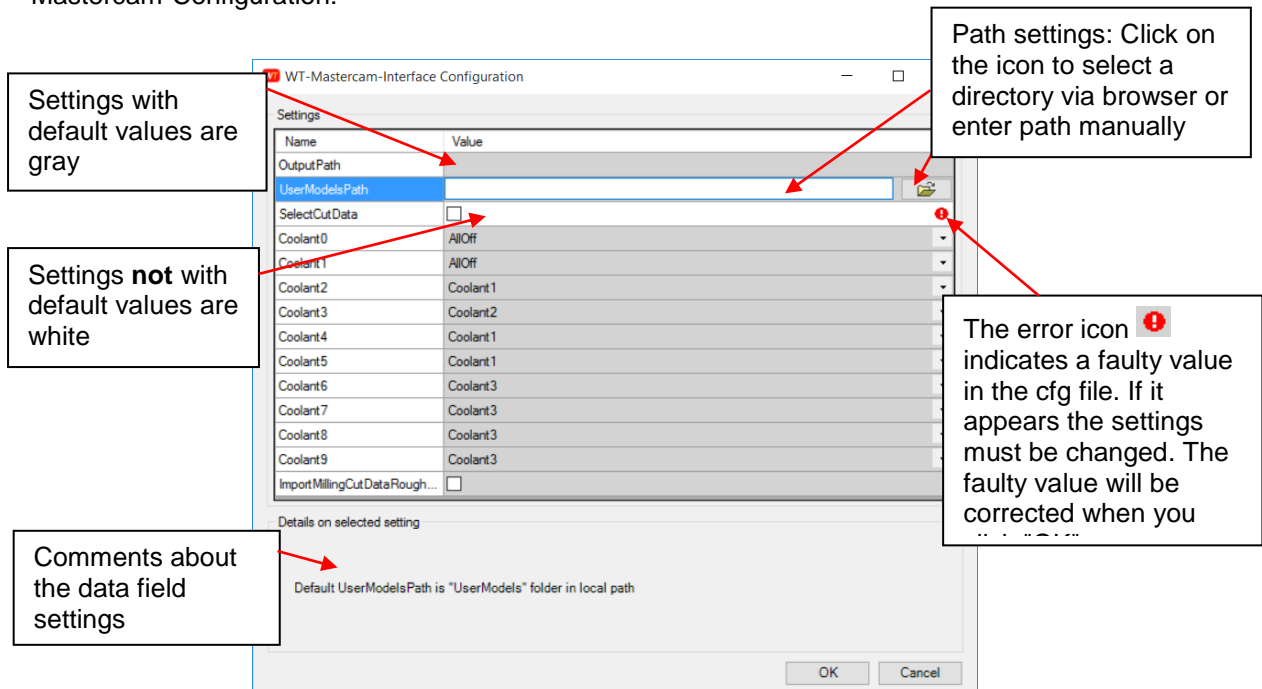 Mastercam-Configuration.
Path settings: Click on
the icon to select a
directory via browser or
enter path manually
WT-Mastercam-Interface Configuration
Settings with
default values are
gray
Settings
Name Value
OutputPath
UserModelsPath
SelectCutData
Coolant0 AllOff
Coolant1 AllOff
Coolant2 Coolant1
Coolant3 Coolant2
Coolant4 Coolant1
Coolant5 Coolant1
Coolant6 Coolant3
Coolant7 Coolant3
Coolant8 Coolant3
Coolant9 Coolant3
ImportMillingCutDataRough...
Settings not with
default values are
white
The error icon
indicates a faulty value
in the cfg file. If it
appears the settings
must be changed. The
faulty value will be
corrected when you
Details on selected setting
Comments about
the data field
settings
Default UserModelsPath is "UserModels" folder in local path
OK Cancel